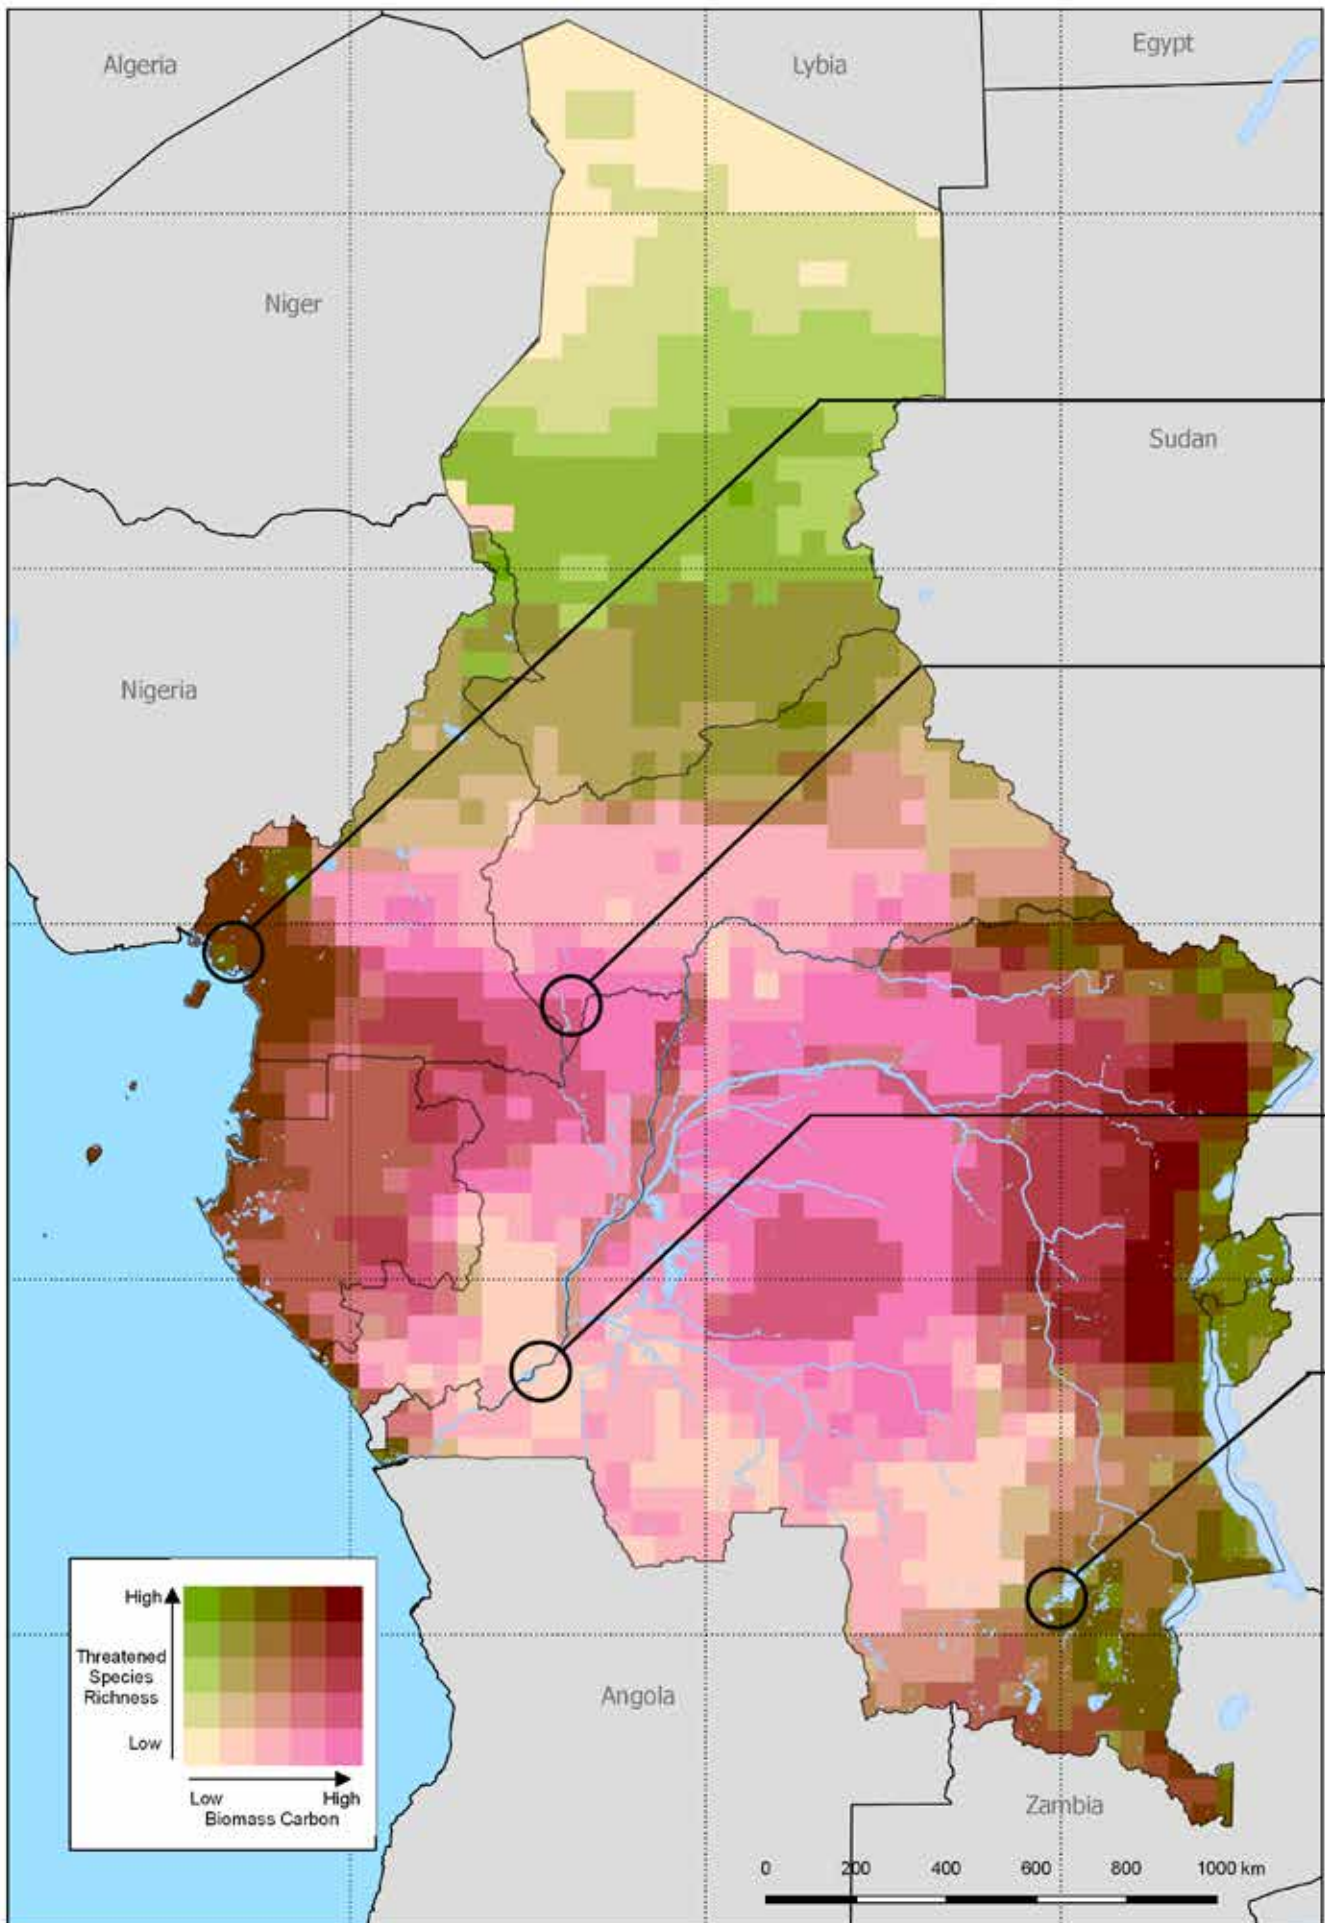 Algeria
Lybia
Egypt
Niger
Sudan
Nigeria
High
Threatened
Species
Richness
Low
Low High
Biomass Carbon
Angola
Zambia
0 200 400 600 800 1000 km